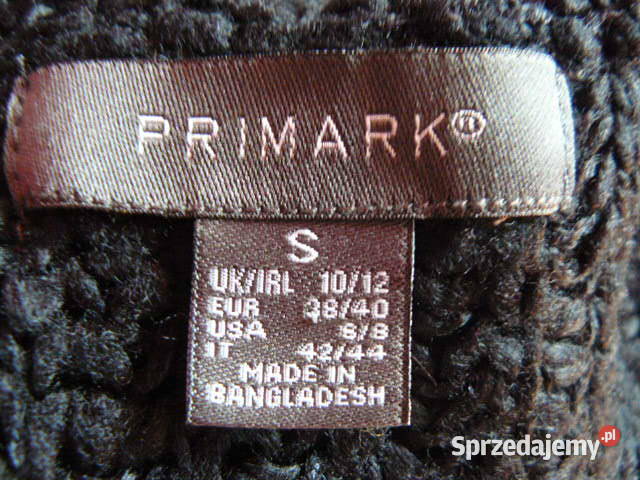 PRIMARK®
S
UK/IRL 10/12
EUR 38/40
USA 6/8
IT 42/44
MADE IN
BANGLADESH
Sprzedajemy.pl